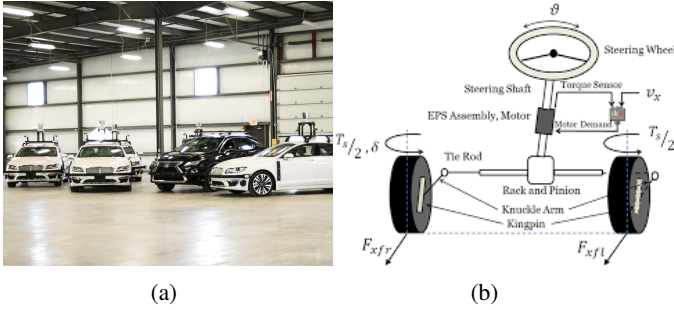 ϑ
Steering Wheel
Steering Shaft
Torque Sensor
v_x
EPS Assembly, Motor
Motor Demand
T_s/2 , δ
T_s/2
Tie Rod
Rack and Pinion
Knuckle Arm
Kingpin
F_xfr
F_xfl
(a)
(b)